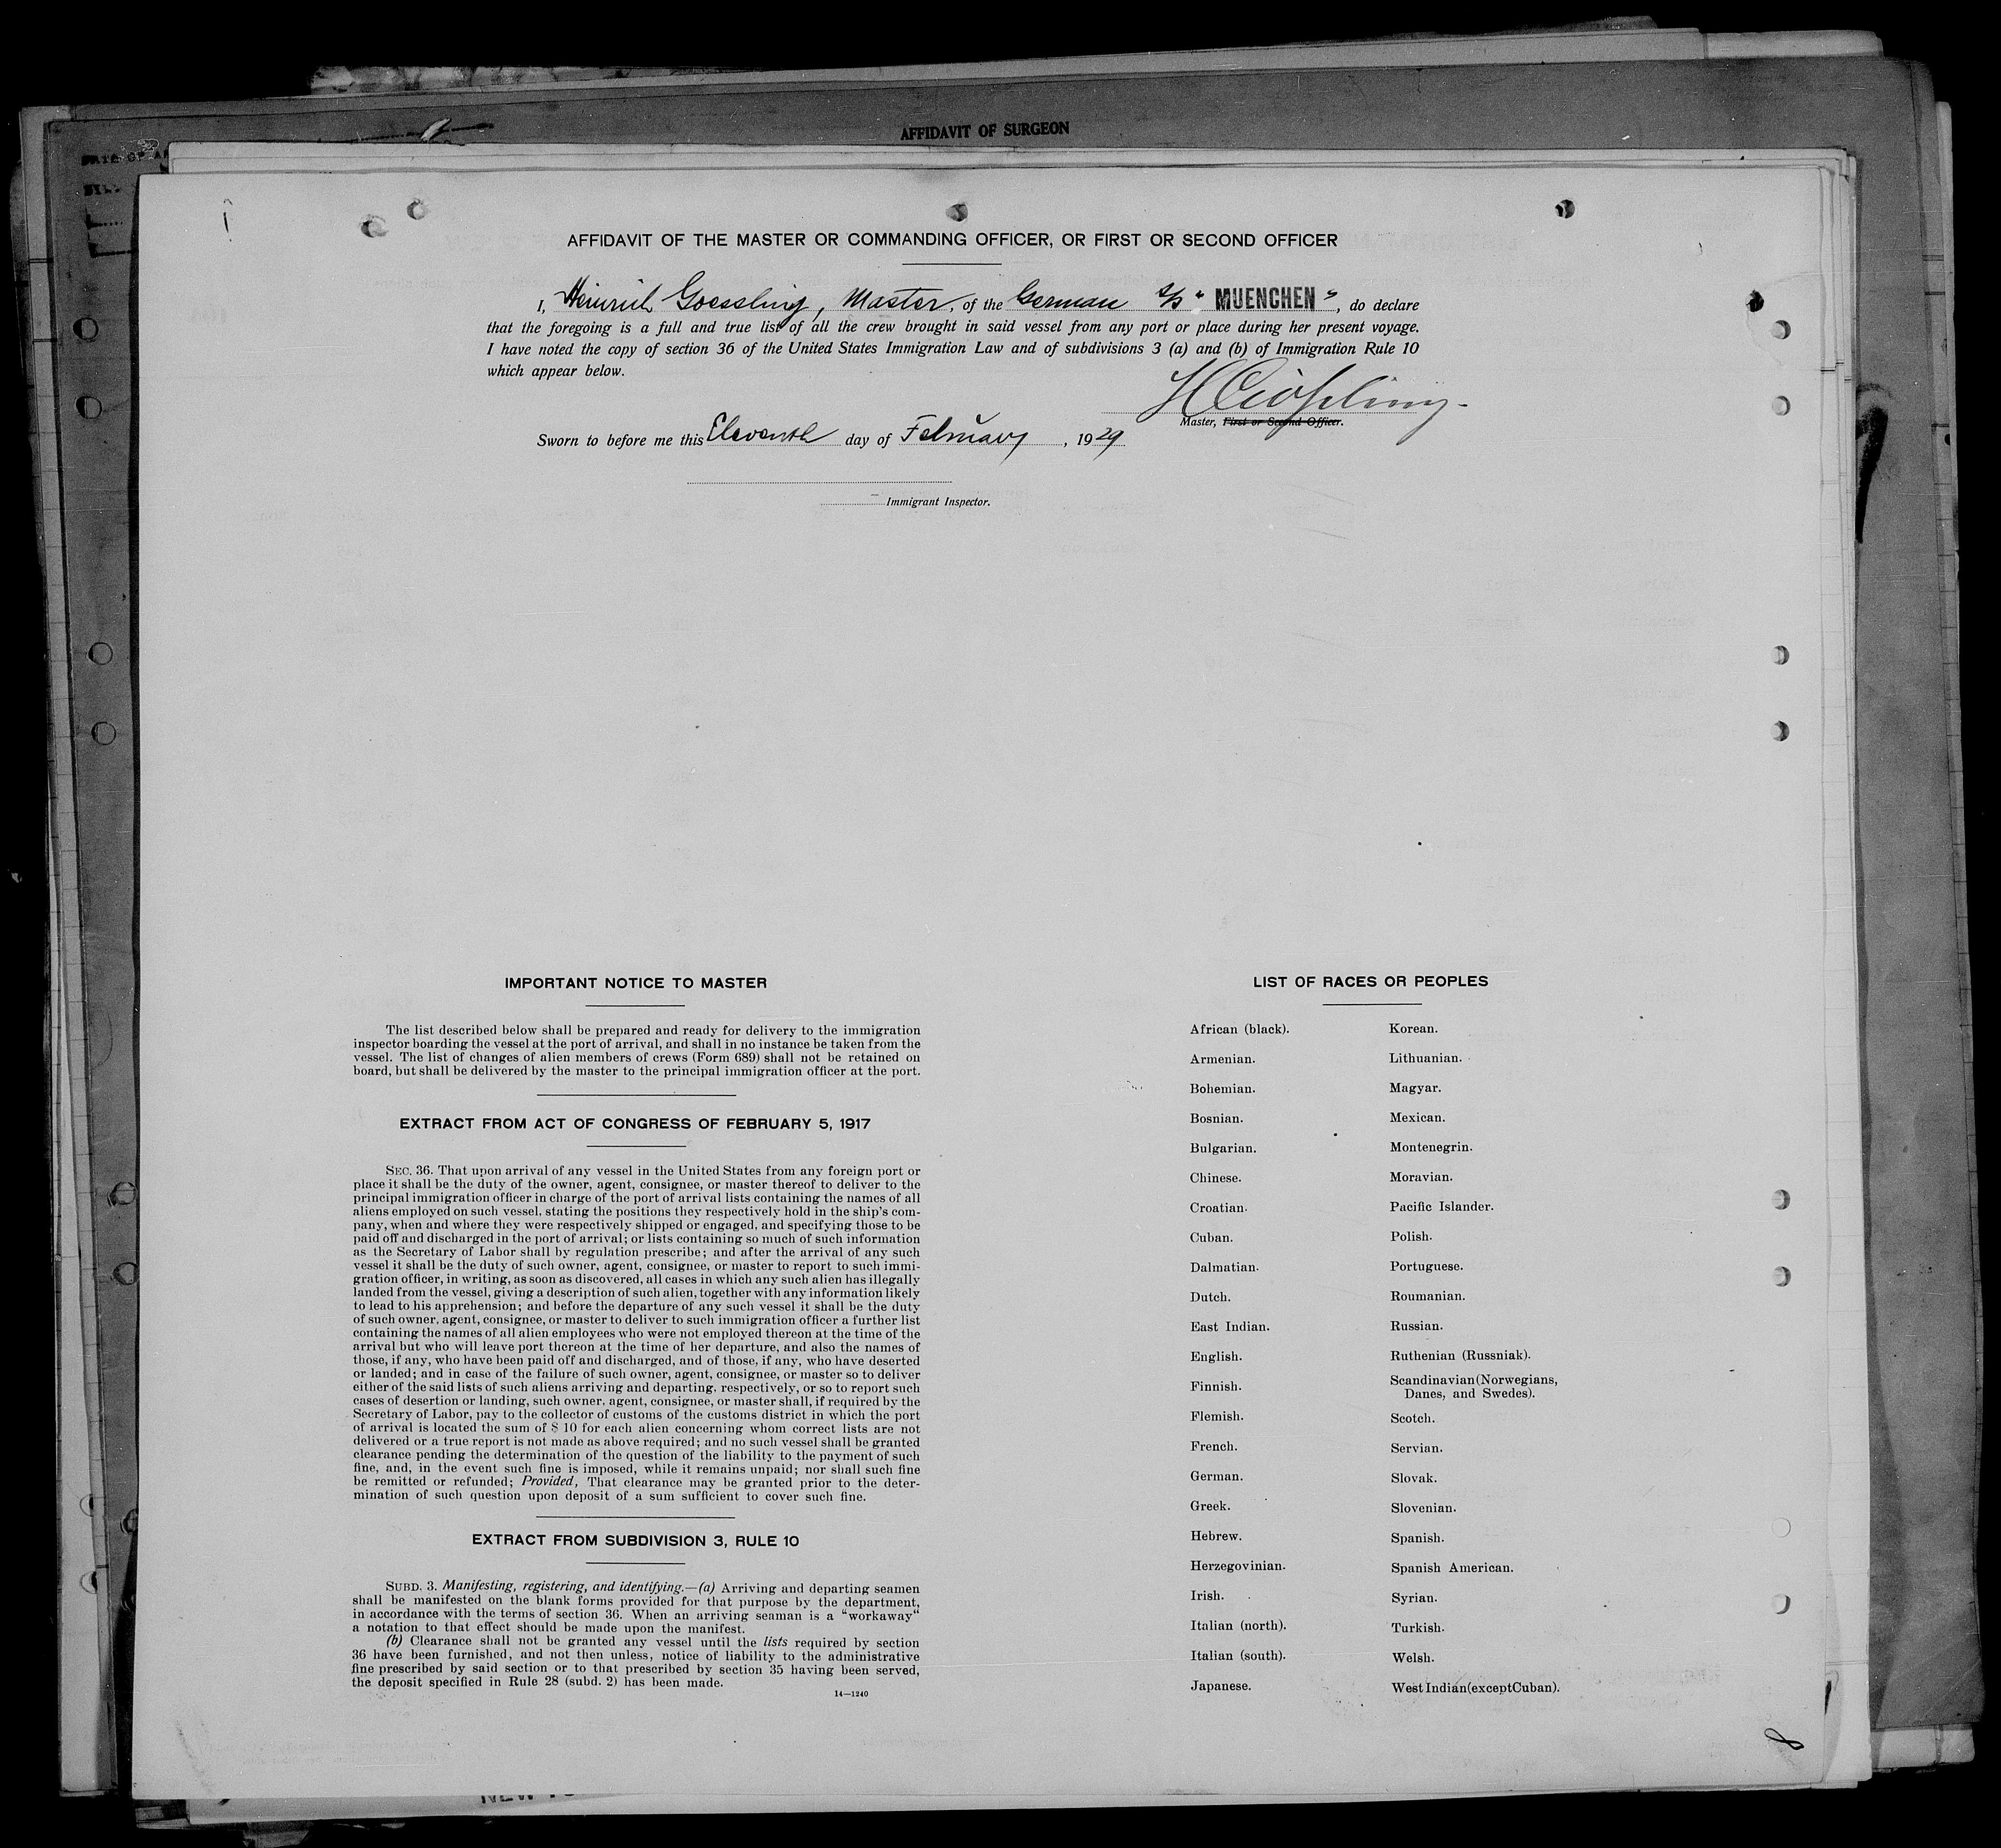 AFFIDAVIT OF SURGEON
AFFIDAVIT OF THE MASTER OR COMMANDING OFFICER, OR FIRST OR SECOND OFFICER
I, Heinrich Goessling, Master, of the German S/S "MUENCHEN", do declare
that the foregoing is a full and true list of all the crew brought in said vessel from any port or place during her present voyage.
I have noted the copy of section 36 of the United States Immigration Law and of subdivisions 3 (a) and (b) of Immigration Rule 10
which appear below.
Master, First or Second Officer.
Sworn to before me this Eleventh day of February, 1929
Immigrant Inspector.
IMPORTANT NOTICE TO MASTER
The list described below shall be prepared and ready for delivery to the immigration
inspector boarding the vessel at the port of arrival, and shall in no instance be taken from the
vessel. The list of changes of alien members of crews (Form 689) shall not be retained on
board, but shall be delivered by the master to the principal immigration officer at the port.
EXTRACT FROM ACT OF CONGRESS OF FEBRUARY 5, 1917
SEC. 36. That upon arrival of any vessel in the United States from any foreign port or
place it shall be the duty of the owner, agent, consignee, or master thereof to deliver to the
principal immigration officer in charge of the port of arrival lists containing the names of all
aliens employed on such vessel, stating the positions they respectively hold in the ship's com-
pany, when and where they were respectively shipped or engaged, and specifying those to be
paid off and discharged in the port of arrival; or lists containing so much of such information
as the Secretary of Labor shall by regulation prescribe; and after the arrival of any such
vessel it shall be the duty of such owner, agent, consignee, or master to report to such immi-
gration officer, in writing, as soon as discovered, all cases in which any such alien has illegally
landed from the vessel, giving a description of such alien, together with any information likely
to lead to his apprehension; and before the departure of any such vessel it shall be the duty
of such owner, agent, consignee, or master to deliver to such immigration officer a further list
containing the names of all alien employees who were not employed thereon at the time of the
arrival but who will leave port thereon at the time of her departure, and also the names of
those, if any, who have been paid off and discharged, and of those, if any, who have deserted
or landed; and in case of the failure of such owner, agent, consignee, or master so to deliver
either of the said lists of such aliens arriving and departing, respectively, or so to report such
cases of desertion or landing, such owner, agent, consignee, or master shall, if required by the
Secretary of Labor, pay to the collector of customs of the customs district in which the port
of arrival is located the sum of $ 10 for each alien concerning whom correct lists are not
delivered or a true report is not made as above required; and no such vessel shall be granted
clearance pending the determination of the question of the liability to the payment of such
fine, and, in the event such fine is imposed, while it remains unpaid; nor shall such fine
be remitted or refunded; Provided, That clearance may be granted prior to the deter-
mination of such question upon deposit of a sum sufficient to cover such fine.
EXTRACT FROM SUBDIVISION 3, RULE 10
SUBD. 3. Manifesting, registering, and identifying.—(a) Arriving and departing seamen
shall be manifested on the blank forms provided for that purpose by the department,
in accordance with the terms of section 36. When an arriving seaman is a “workaway“
a notation to that effect should be made upon the manifest.
(b) Clearance shall not be granted any vessel until the lists required by section
36 have been furnished, and not then unless, notice of liability to the administrative
fine prescribed by said section or to that prescribed by section 35 having been served,
the deposit specified in Rule 28 (subd. 2) has been made.
14—1240
LIST OF RACES OR PEOPLES
African (black).
Armenian.
Bohemian.
Bosnian.
Bulgarian.
Chinese.
Croatian.
Cuban.
Dalmatian.
Dutch.
East Indian.
English.
Finnish.
Flemish.
French.
German.
Greek.
Hebrew.
Herzegovinian.
Irish.
Italian (north).
Italian (south).
Japanese.
Korean.
Lithuanian.
Magyar.
Mexican.
Montenegrin.
Moravian.
Pacific Islander.
Polish.
Portuguese.
Roumanian.
Russian.
Ruthenian (Russniak).
Scandinavian (Norwegians,
Danes, and Swedes).
Scotch.
Servian.
Slovak.
Slovenian.
Spanish.
Spanish American.
Syrian.
Turkish.
Welsh.
West Indian (except Cuban).
8